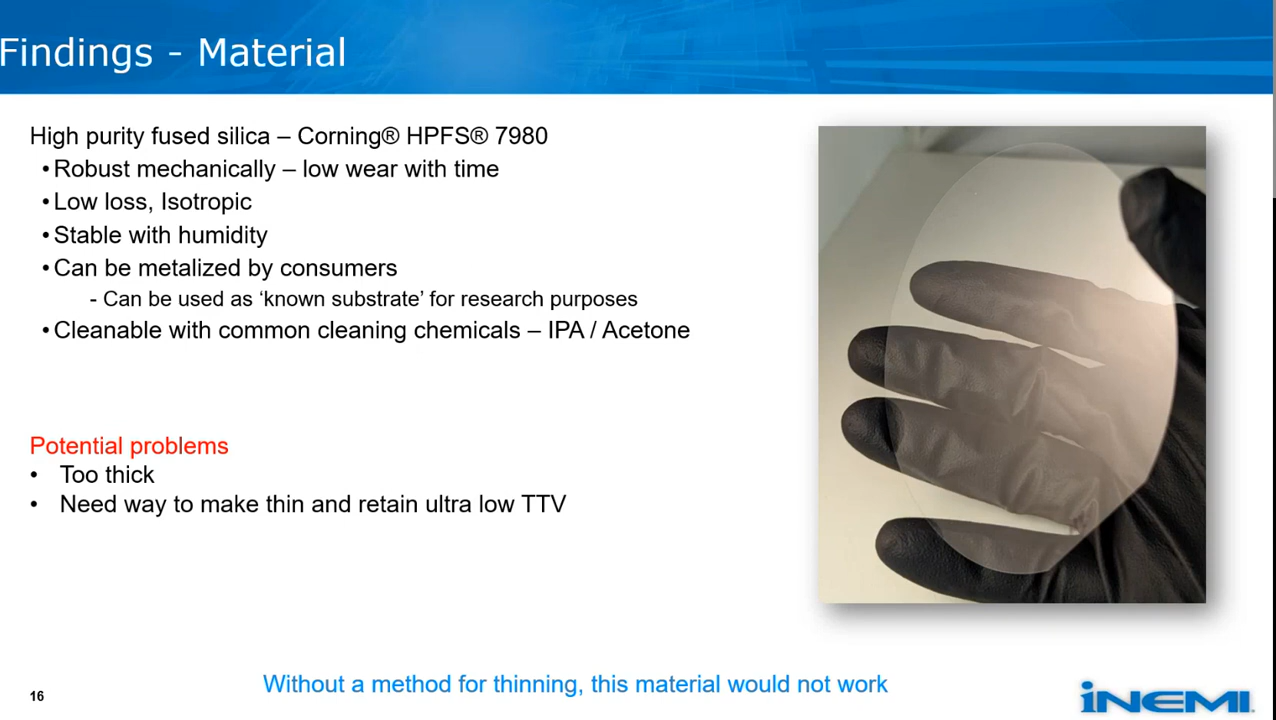 Findings - Material
High purity fused silica – Corning® HPFS® 7980
•Robust mechanically – low wear with time
•Low loss, Isotropic
•Stable with humidity
•Can be metalized by consumers
- Can be used as ‘known substrate’ for research purposes
•Cleanable with common cleaning chemicals – IPA / Acetone
Potential problems
• Too thick
• Need way to make thin and retain ultra low TTV
Without a method for thinning, this material would not work
16
iNEMI